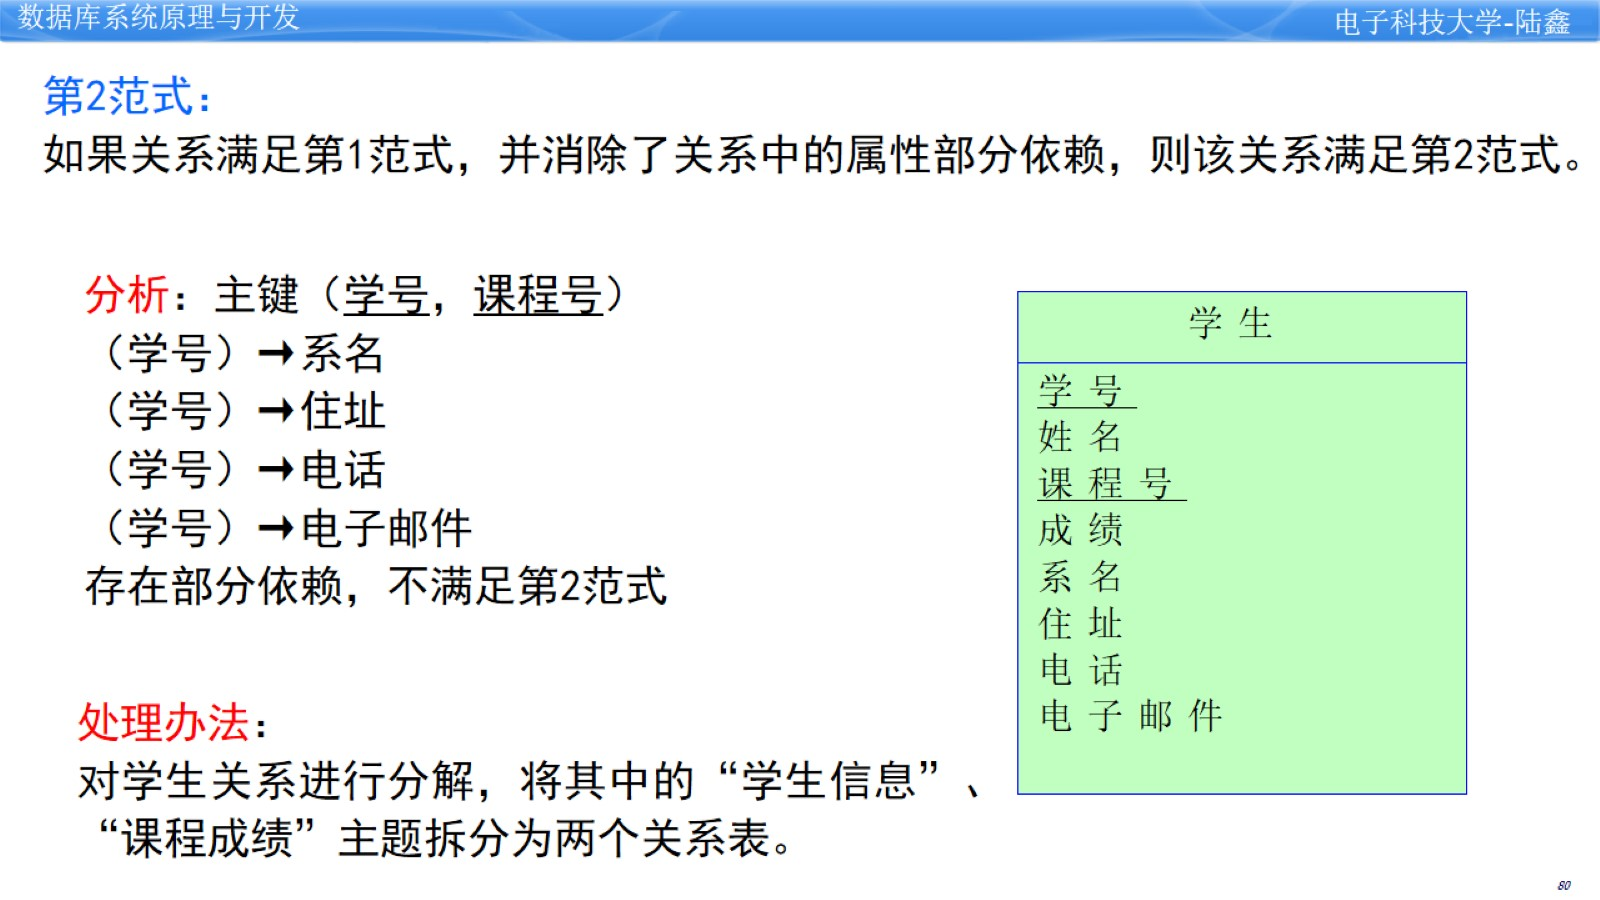 数据库系统原理与开发
电子科技大学-陆鑫
第2范式：
如果关系满足第1范式，并消除了关系中的属性部分依赖，则该关系满足第2范式。
分析：主键（学号，课程号）
（学号）→系名
（学号）→住址
（学号）→电话
（学号）→电子邮件
存在部分依赖，不满足第2范式
处理办法：
对学生关系进行分解，将其中的“学生信息”、
“课程成绩”主题拆分为两个关系表。
学生
学号
姓名
课程号
成绩
系名
住址
电话
电子邮件
80